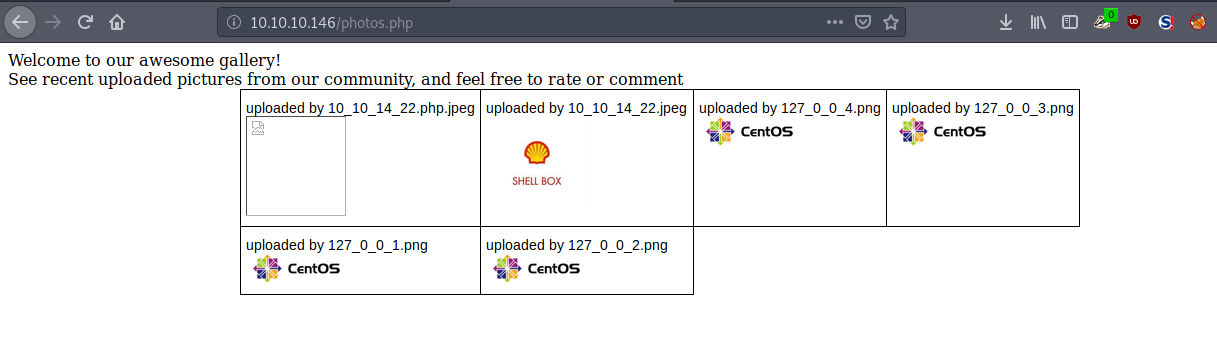 10.10.10.146/photos.php
0
Welcome to our awesome gallery!
See recent uploaded pictures from our community, and feel free to rate or comment
uploaded by 10_10_14_22.php.jpeg
uploaded by 10_10_14_22.jpeg
SHELL BOX
uploaded by 127_0_0_4.png
CentOS
uploaded by 127_0_0_3.png
CentOS
uploaded by 127_0_0_1.png
CentOS
uploaded by 127_0_0_2.png
CentOS